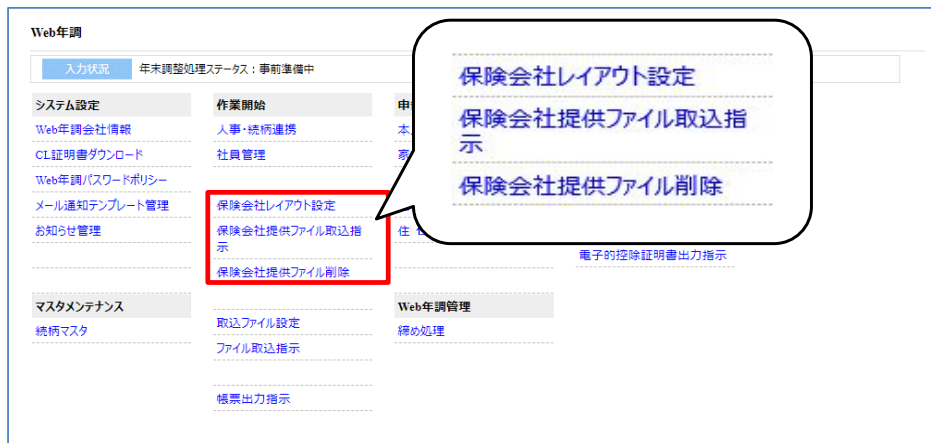 Web年調
入力状況 年末調整処理ステータス：事前準備中
システム設定
Web年調会社情報
CL証明書ダウンロード
Web年調パスワードポリシー
メール通知テンプレート管理
お知らせ管理
マスタメンテナンス
続柄マスタ
作業開始
人事・続柄連携
社員管理
保険会社レイアウト設定
保険会社提供ファイル取込指
示
保険会社提供ファイル削除
取込ファイル設定
ファイル取込指示
帳票出力指示
申
本
住
Web年調管理
締め処理
電子的控除証明書出力指示
保険会社レイアウト設定
保険会社提供ファイル取込指
示
保険会社提供ファイル削除